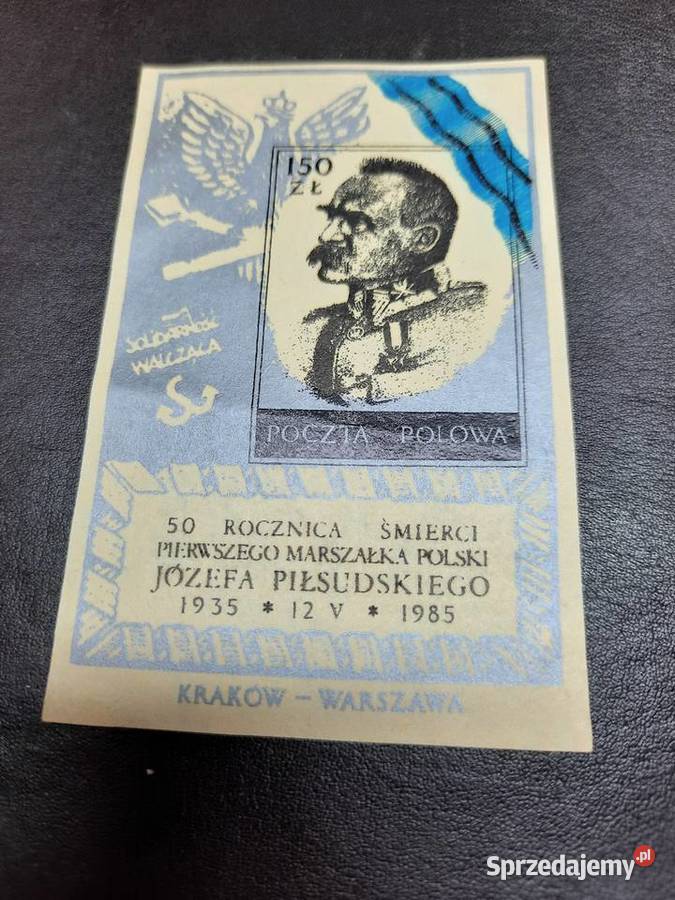 150
ZŁ
SOLIDARNOŚĆ
WALCZĄCA
POCZTA POLOWA
50 ROCZNICA ŚMIERCI
PIERWSZEGO MARSZAŁKA POLSKI
JÓZEFA PIŁSUDSKIEGO
1935 * 12 V * 1985
KRAKÓW – WARSZAWA
Sprzedajemy.pl